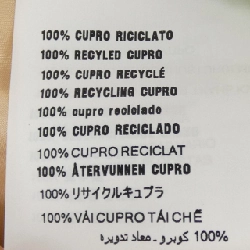 100% CUPRO RICICLATO
100% RECYLED CUPRO
100% CUPRO RECYCLÉ
100% RECYCLING CUPRO
100% cupro reciclado
100% CUPRO RECICLADO
100% CUPRO RECICLAT
100% ÅTERVUNNEN CUPRO
100% リサイクルキュプラ
100% VẢI CUPRO TÁI CHẾ
100% كوبرو ـ معاد تدويره